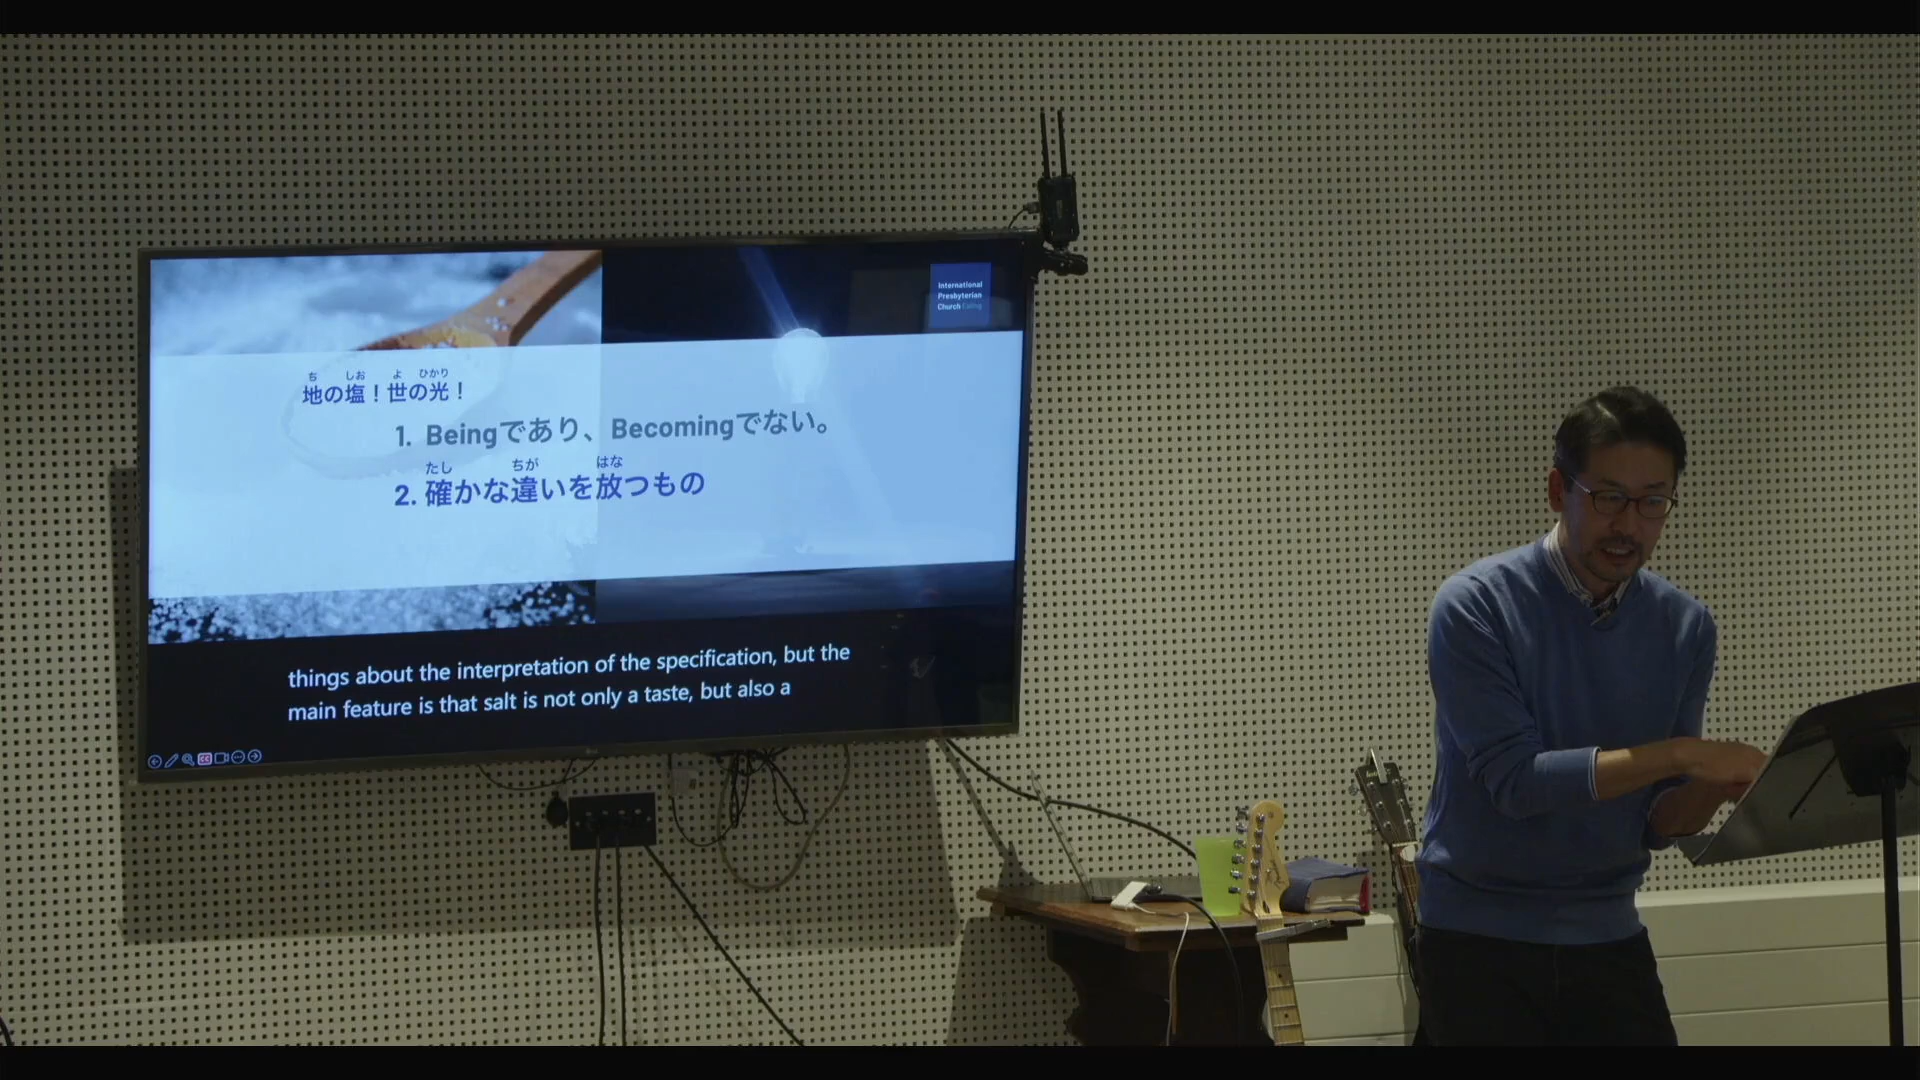 International
Presbyterian
Church Ealing
ち しお よ ひかり
地の塩！世の光！
1. Beingであり、Becomingでない。
たし ちが はな
2. 確かな違いを放つもの
things about the interpretation of the specification, but the
main feature is that salt is not only a taste, but also a
CC